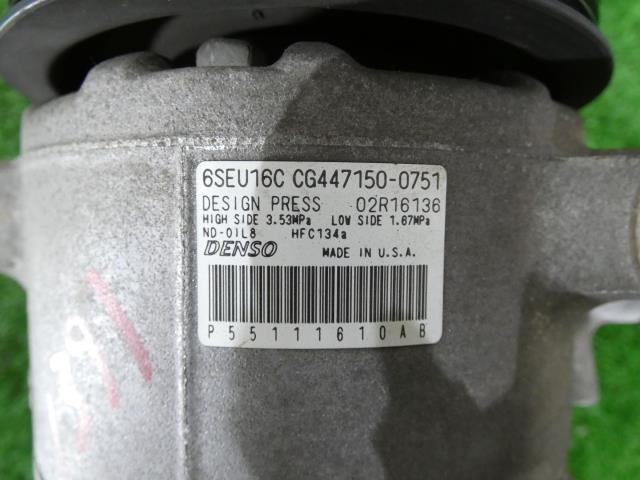 6SEU16C CG447150-0751
DESIGN PRESS 02R16136
HIGH SIDE 3.53MPa LOW SIDE 1.67MPa
ND-OIL8 HFC134a
DENSO MADE IN U.S.A.
P55111610AB